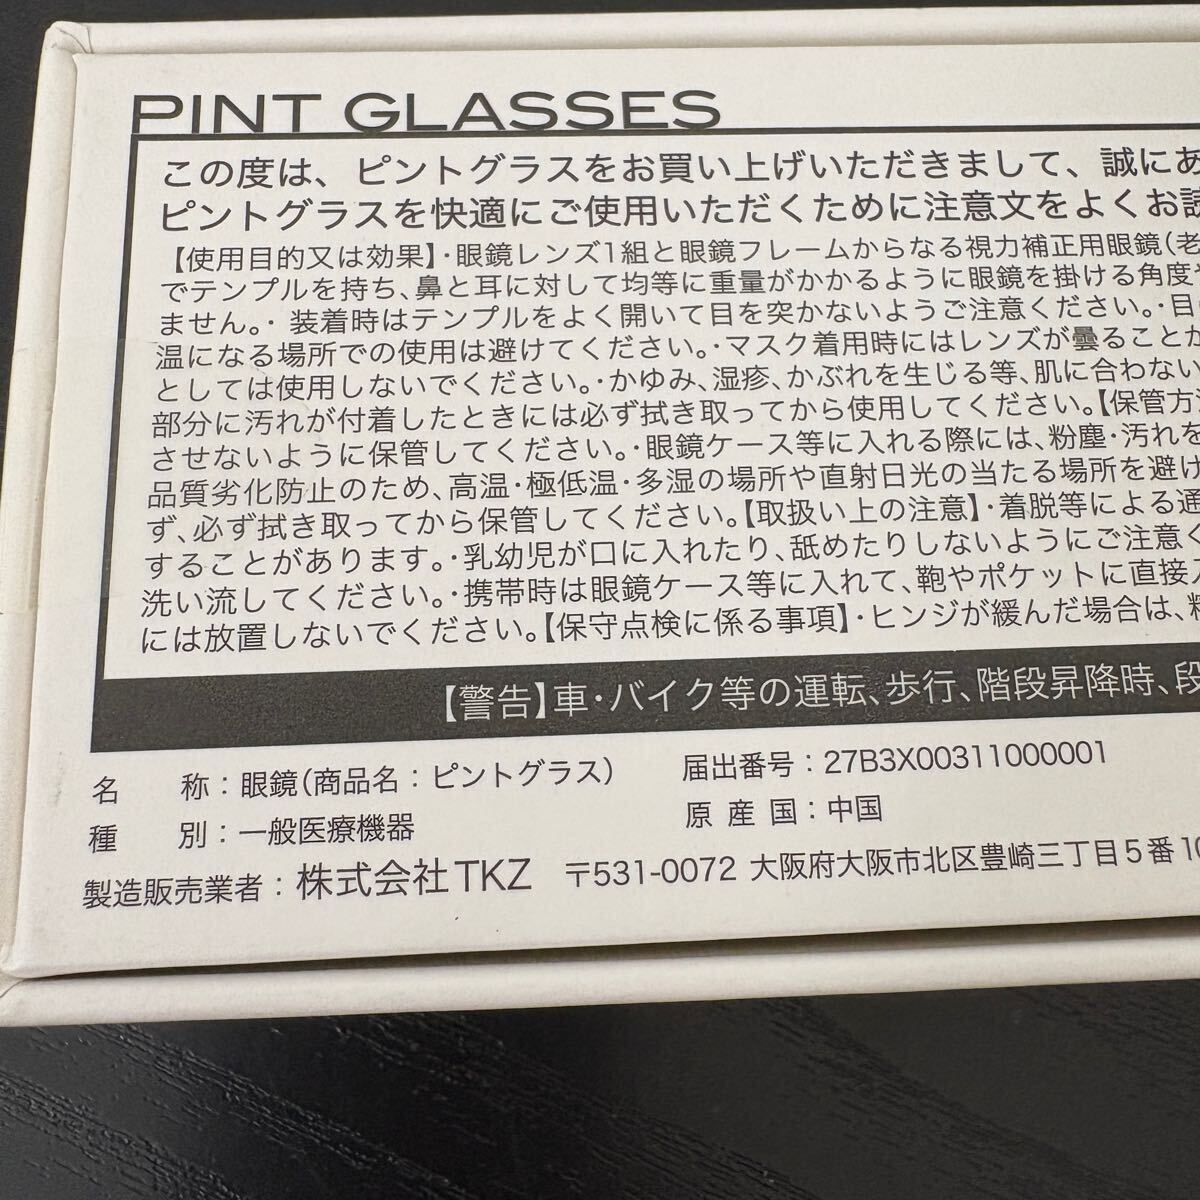 PINT GLASSES
この度は、ピントグラスをお買い上げいただきまして、誠にあ
ピントグラスを快適にご使用いただくために注意文をよくお読
【使用目的又は効果】・眼鏡レンズ1組と眼鏡フレームからなる視力補正用眼鏡(老
でテンプルを持ち、鼻と耳に対して均等に重量がかかるように眼鏡を掛ける角度
ません。・装着時はテンプルをよく開いて目を突かないようご注意ください。・目
温になる場所での使用は避けてください。・マスク着用時にはレンズが曇ることが
としては使用しないでください。・かゆみ、湿疹、かぶれを生じる等、肌に合わない
部分に汚れが付着したときには必ず拭き取ってから使用してください。【保管方法
させないように保管してください。・眼鏡ケース等に入れる際には、粉塵・汚れを
品質劣化防止のため、高温・極低温・多湿の場所や直射日光の当たる場所を避け
ず、必ず拭き取ってから保管してください。【取扱い上の注意】・着脱等による通
することがあります。・乳幼児が口に入れたり、舐めたりしないようにご注意く
洗い流してください。・携帯時は眼鏡ケース等に入れて、鞄やポケットに直接入
には放置しないでください。【保守点検に係る事項】・ヒンジが緩んだ場合は、精
【警告】車・バイク等の運転、歩行、階段昇降時、段
名 称：眼鏡(商品名：ピントグラス) 届出番号：27B3X00311000001
種 別：一般医療機器 原産国：中国
製造販売業者：株式会社TKZ 〒531-0072 大阪府大阪市北区豊崎三丁目5番10